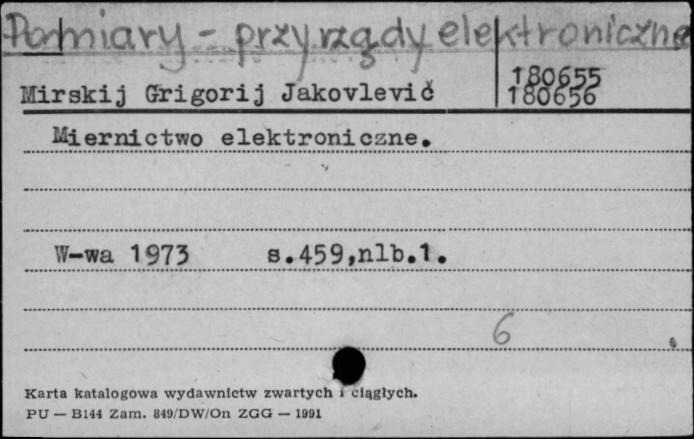 Pomiary - przyrządy elektroniczne
Mirskij Grigorij Jakovlevič
180655
180656
Miernictwo elektroniczne.
W-wa 1973 s.459,nlb.1.
6
Karta katalogowa wydawnictw zwartych i ciągłych.
PU — B144 Zam. 849/DW/On ZGG — 1991